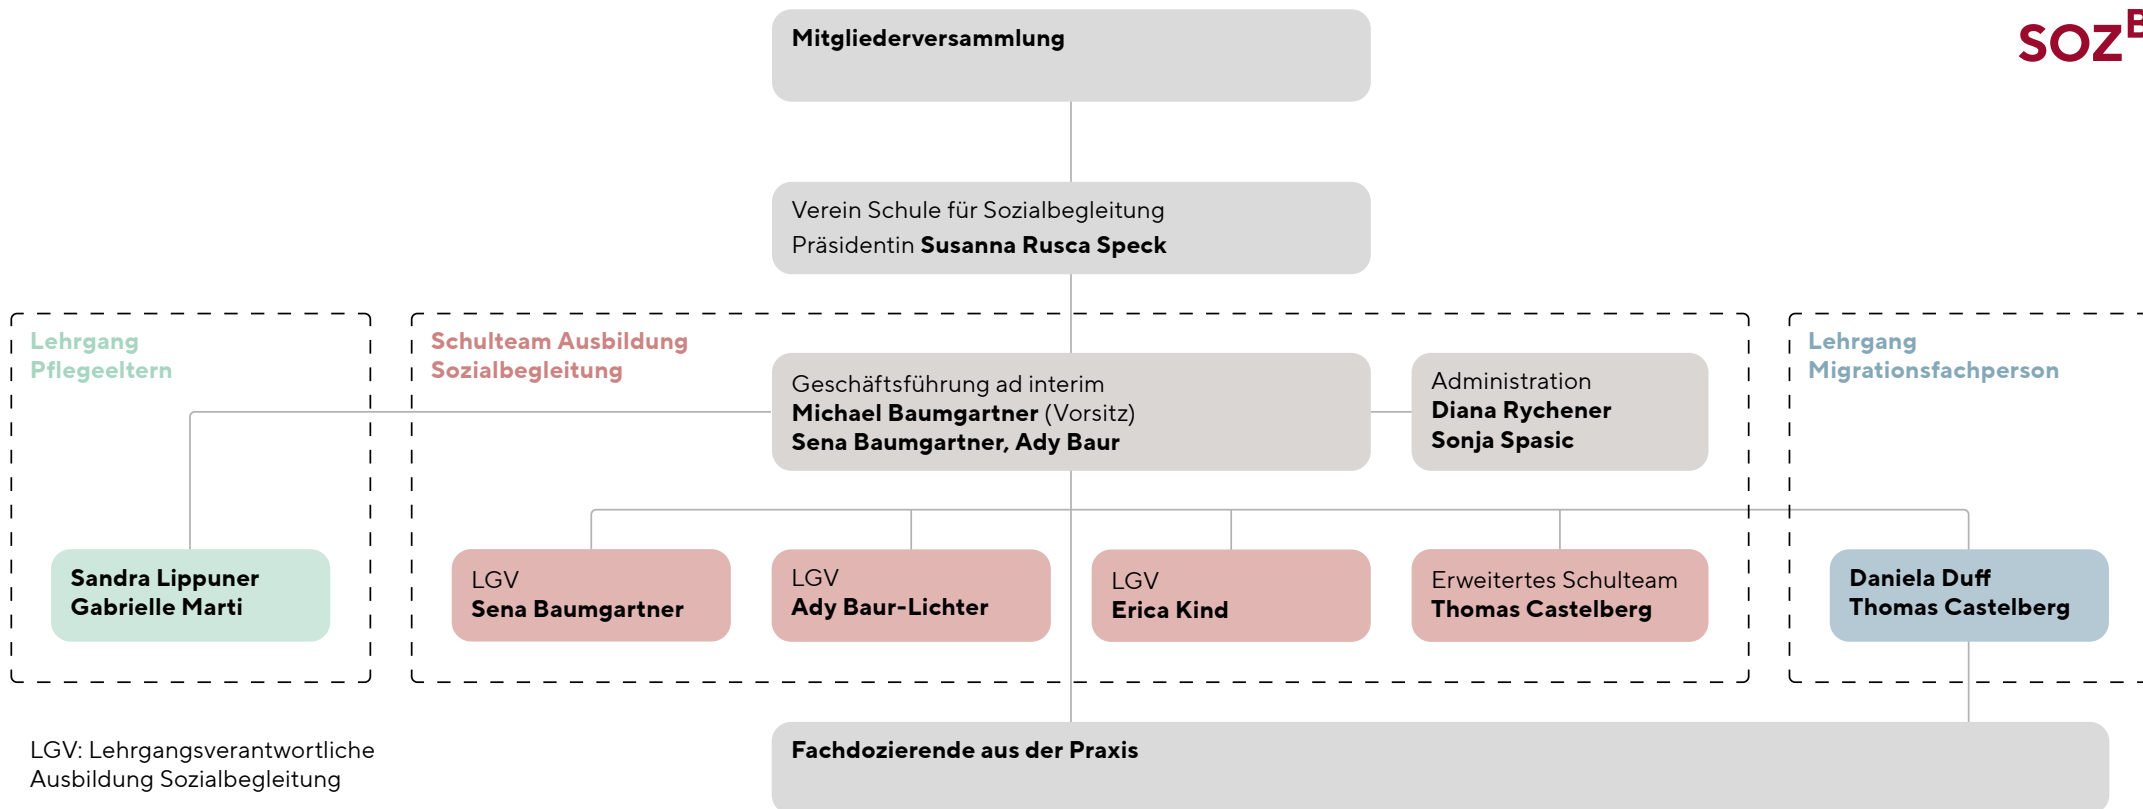 Mitgliederversammlung
SOZB
Verein Schule für Sozialbegleitung
Präsidentin Susanna Rusca Speck
Lehrgang
Pflegeeltern
Schulteam Ausbildung
Sozialbegleitung
Geschäftsführung ad interim
Michael Baumgartner (Vorsitz)
Sena Baumgartner, Ady Baur
Administration
Diana Rychener
Sonja Spasic
Lehrgang
Migrationsfachperson
Sandra Lippuner
Gabrielle Marti
LGV
Sena Baumgartner
LGV
Ady Baur-Lichter
LGV
Erica Kind
Erweitertes Schulteam
Thomas Castelberg
Daniela Duff
Thomas Castelberg
LGV: Lehrgangsverantwortliche
Ausbildung Sozialbegleitung
Fachdozierende aus der Praxis